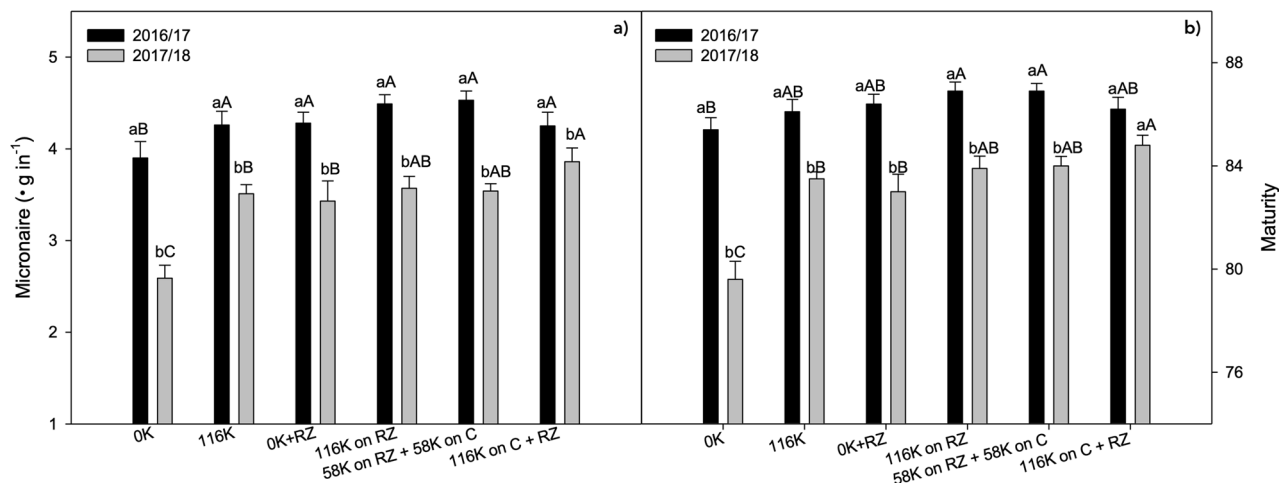 a)
2016/17
2017/18
Micronaire (• g in-1)
5
4
3
2
1
aB
bC
aA
bB
aA
bB
aA
bAB
aA
bAB
aA
bA
0K
116K
0K+RZ
116K on RZ
58K on RZ + 58K on C
116K on C + RZ
b)
2016/17
2017/18
Maturity
88
84
80
76
aB
bC
aAB
bB
aAB
bB
aA
bAB
aA
bAB
aAB
aA
0K
116K
0K+RZ
116K on RZ
58K on RZ + 58K on C
116K on C + RZ